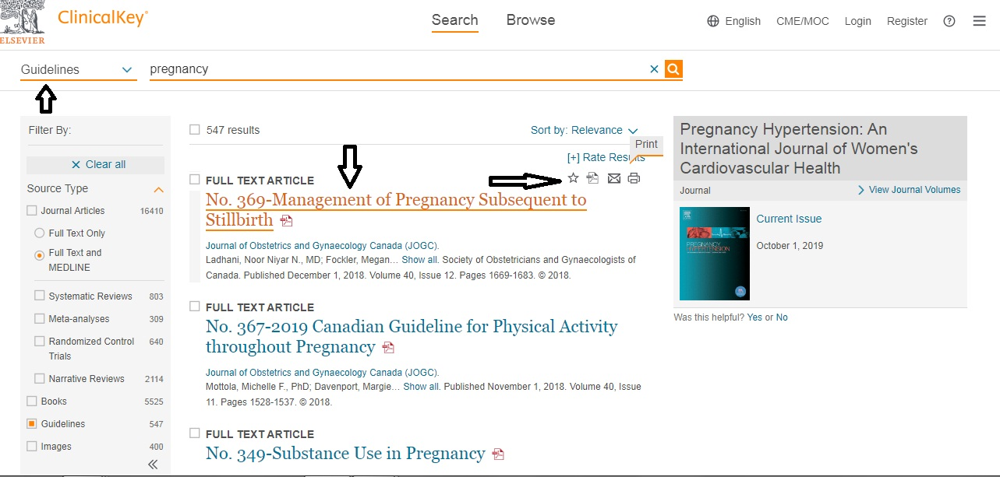 ELSEVIER
ClinicalKey®
Search
Browse
English
CME/MOC
Login
Register
?
Guidelines
pregnancy
Filter By:
Clear all
Source Type
Journal Articles 16410
Full Text Only
Full Text and
MEDLINE
Systematic Reviews 803
Meta-analyses 309
Randomized Control 640
Trials
Narrative Reviews 2114
Books 5525
Guidelines 547
Images 400
547 results
Sort by: Relevance
Print
[+] Rate Results
FULL TEXT ARTICLE
No. 369-Management of Pregnancy Subsequent to
Stillbirth
Journal of Obstetrics and Gynaecology Canada (JOGC).
Ladhani, Noor Niyar N., MD; Fockler, Megan... Show all. Society of Obstetricians and Gynaecologists of
Canada. Published December 1, 2018. Volume 40, Issue 12. Pages 1669-1683. © 2018.
FULL TEXT ARTICLE
No. 367-2019 Canadian Guideline for Physical Activity
throughout Pregnancy
Journal of Obstetrics and Gynaecology Canada (JOGC).
Mottola, Michelle F., PhD; Davenport, Margie... Show all. Published November 1, 2018. Volume 40, Issue
11. Pages 1528-1537. © 2018.
FULL TEXT ARTICLE
No. 349-Substance Use in Pregnancy
Pregnancy Hypertension: An
International Journal of Women's
Cardiovascular Health
Journal
View Journal Volumes
PREGNANCY
HYPERTENSION
Current Issue
October 1, 2019
Was this helpful? Yes or No